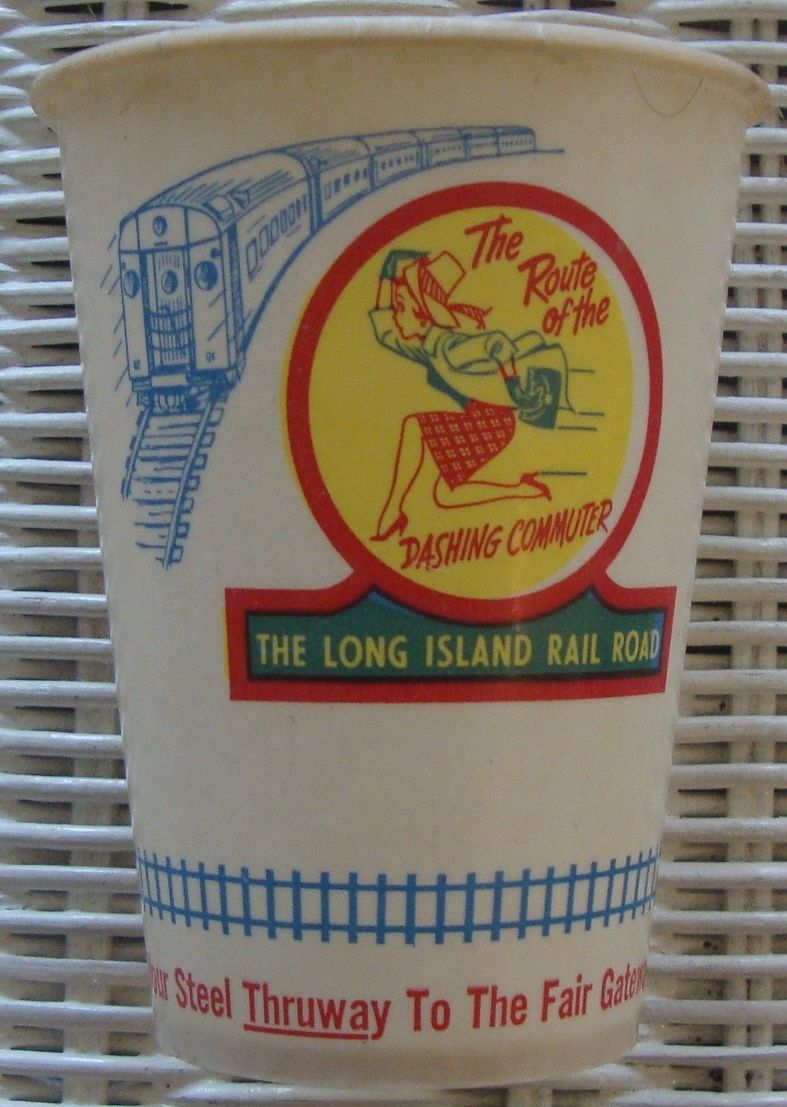 The
Route
of the
DASHING COMMUTER
THE LONG ISLAND RAIL ROAD
Steel Thruway To The Fair